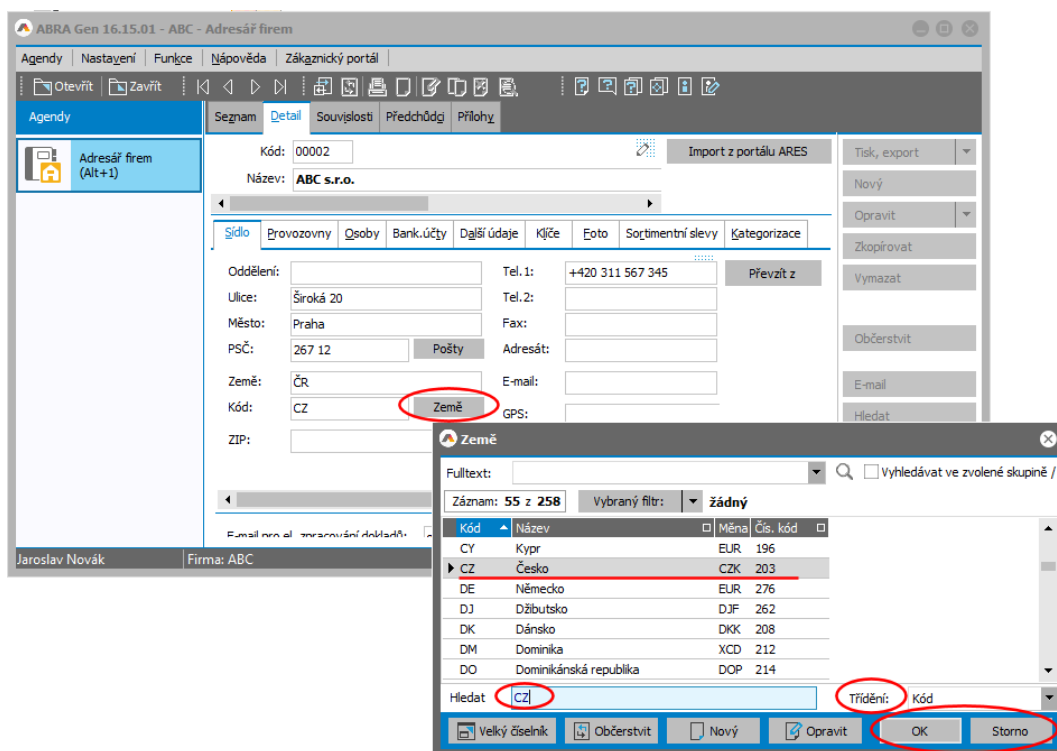 ABRA Gen 16.15.01 - ABC - Adresář firem
Agendy Nastavení Funkce Nápověda Zákaznický portál
Otevřít Zavřít
Agendy
Adresář firem
(Alt+1)
Seznam Detail Souvislosti Předchůdci Přílohy
Kód: 00002 Import z portálu ARES
Název: ABC s.r.o.
Sídlo Provozovny Osoby Bank.účty Další údaje Klíče Foto Sortimentní slevy Kategorizace
Oddělení: Tel.1: +420 311 567 345 Převzít z
Ulice: Široká 20 Tel.2:
Město: Praha Fax:
PSČ: 267 12 Pošty Adresát:
Země: ČR E-mail:
Kód: CZ Země GPS:
ZIP:
E-mail pro el. zpracování dokladů:
Tisk, export
Nový
Opravit
Zkopírovat
Vymazat
Občerstvit
E-mail
Hledat
Jaroslav Novák Firma: ABC
Země
Fulltext: Vyhledávat ve zvolené skupině /
Záznam: 55 z 258 Vybraný filtr: žádný
Kód Název Měna Čís. kód
CY Kypr EUR 196
CZ Česko CZK 203
DE Německo EUR 276
DJ Džibutsko DJF 262
DK Dánsko DKK 208
DM Dominika XCD 212
DO Dominikánská republika DOP 214
Hledat CZ Třídění: Kód
Velký číselník Občerstvit Nový Opravit OK Storno